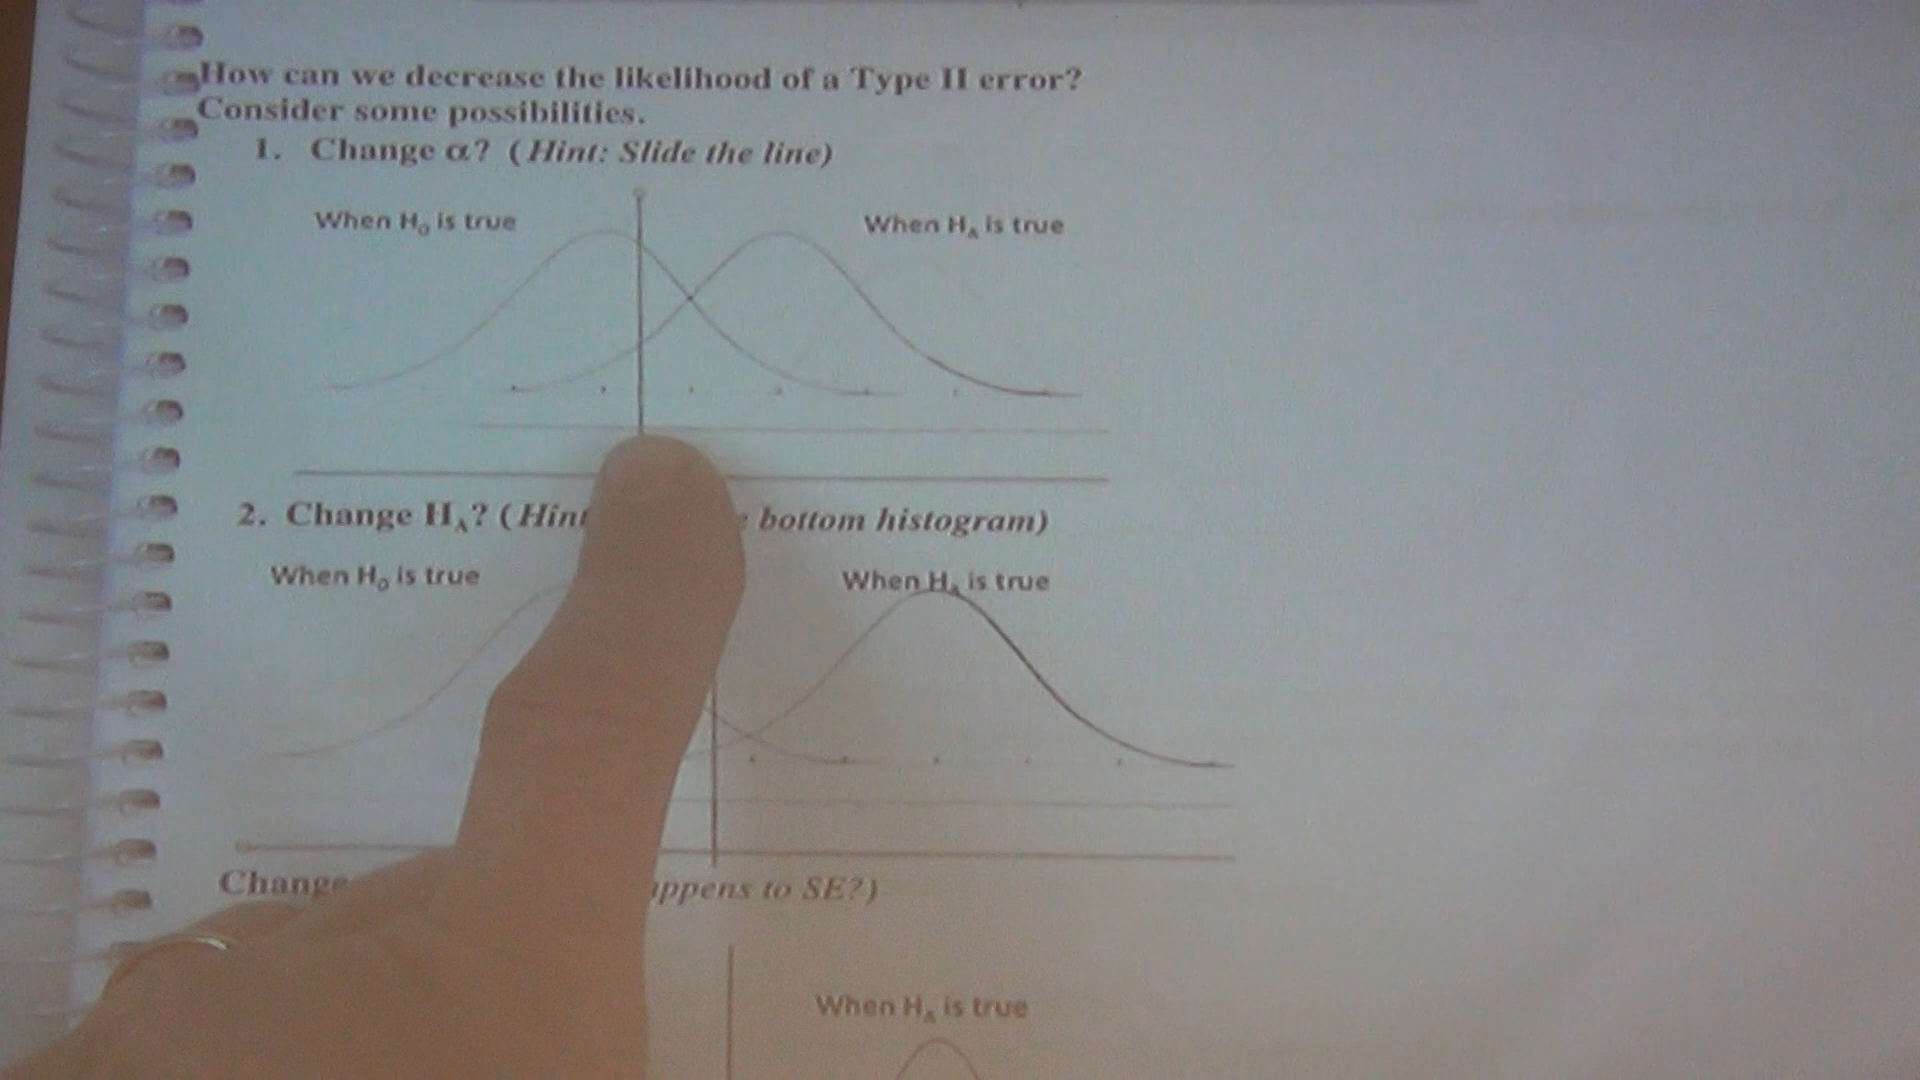 How can we decrease the likelihood of a Type II error?
Consider some possibilities.
1. Change α? (Hint: Slide the line)
When H₀ is true
When Hₐ is true
2. Change Hₐ? (Hint bottom histogram)
When H₀ is true
When Hₐ is true
Change to SE?)
When Hₐ is true